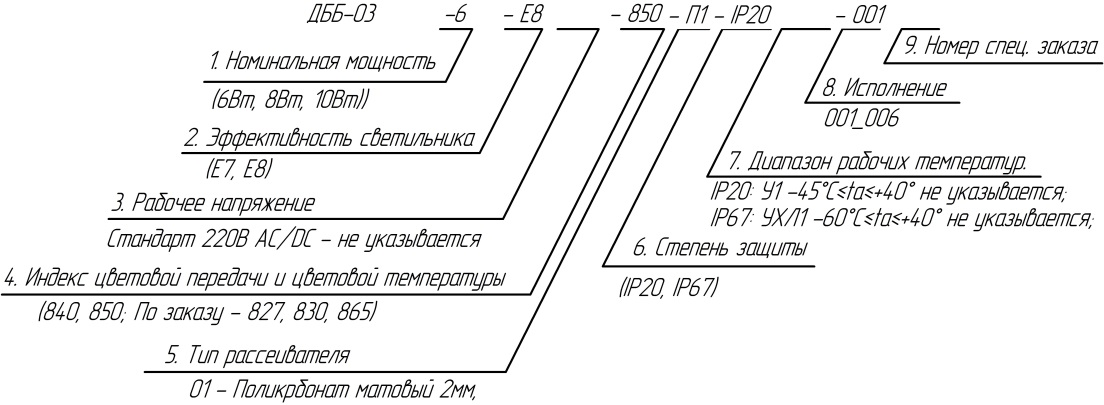 ДББ-03 -6 -Е8 -850 -П1 -IP20 -001
9. Номер спец. заказа
1. Номинальная мощность
(6Вт, 8Вт, 10Вт))
8. Исполнение
001_006
2. Эффективность светильника
(Е7, Е8)
7. Диапазон рабочих температур.
IP20: У1 -45°C≤ta≤+40° не указывается;
IP67: УХЛ1 -60°C≤ta≤+40° не указывается;
3. Рабочее напряжение
Стандарт 220В AC/DC - не указывается
6. Степень защиты
(IP20, IP67)
4. Индекс цветовой передачи и цветовой температуры
(840, 850; По заказу - 827, 830, 865)
5. Тип рассеивателя
01 - Поликрбонат матовый 2мм,